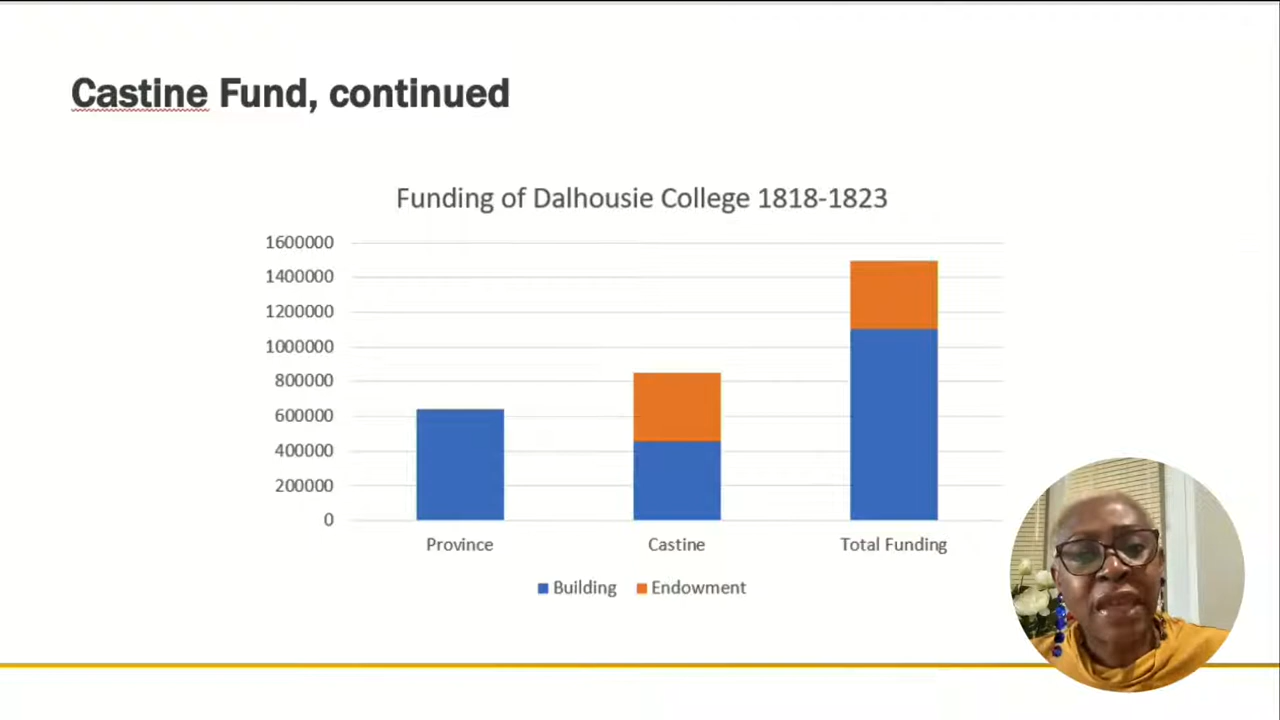 Castine Fund, continued
Funding of Dalhousie College 1818-1823
1600000
1400000
1200000
1000000
800000
600000
400000
200000
0
Province Castine Total Funding
Building Endowment